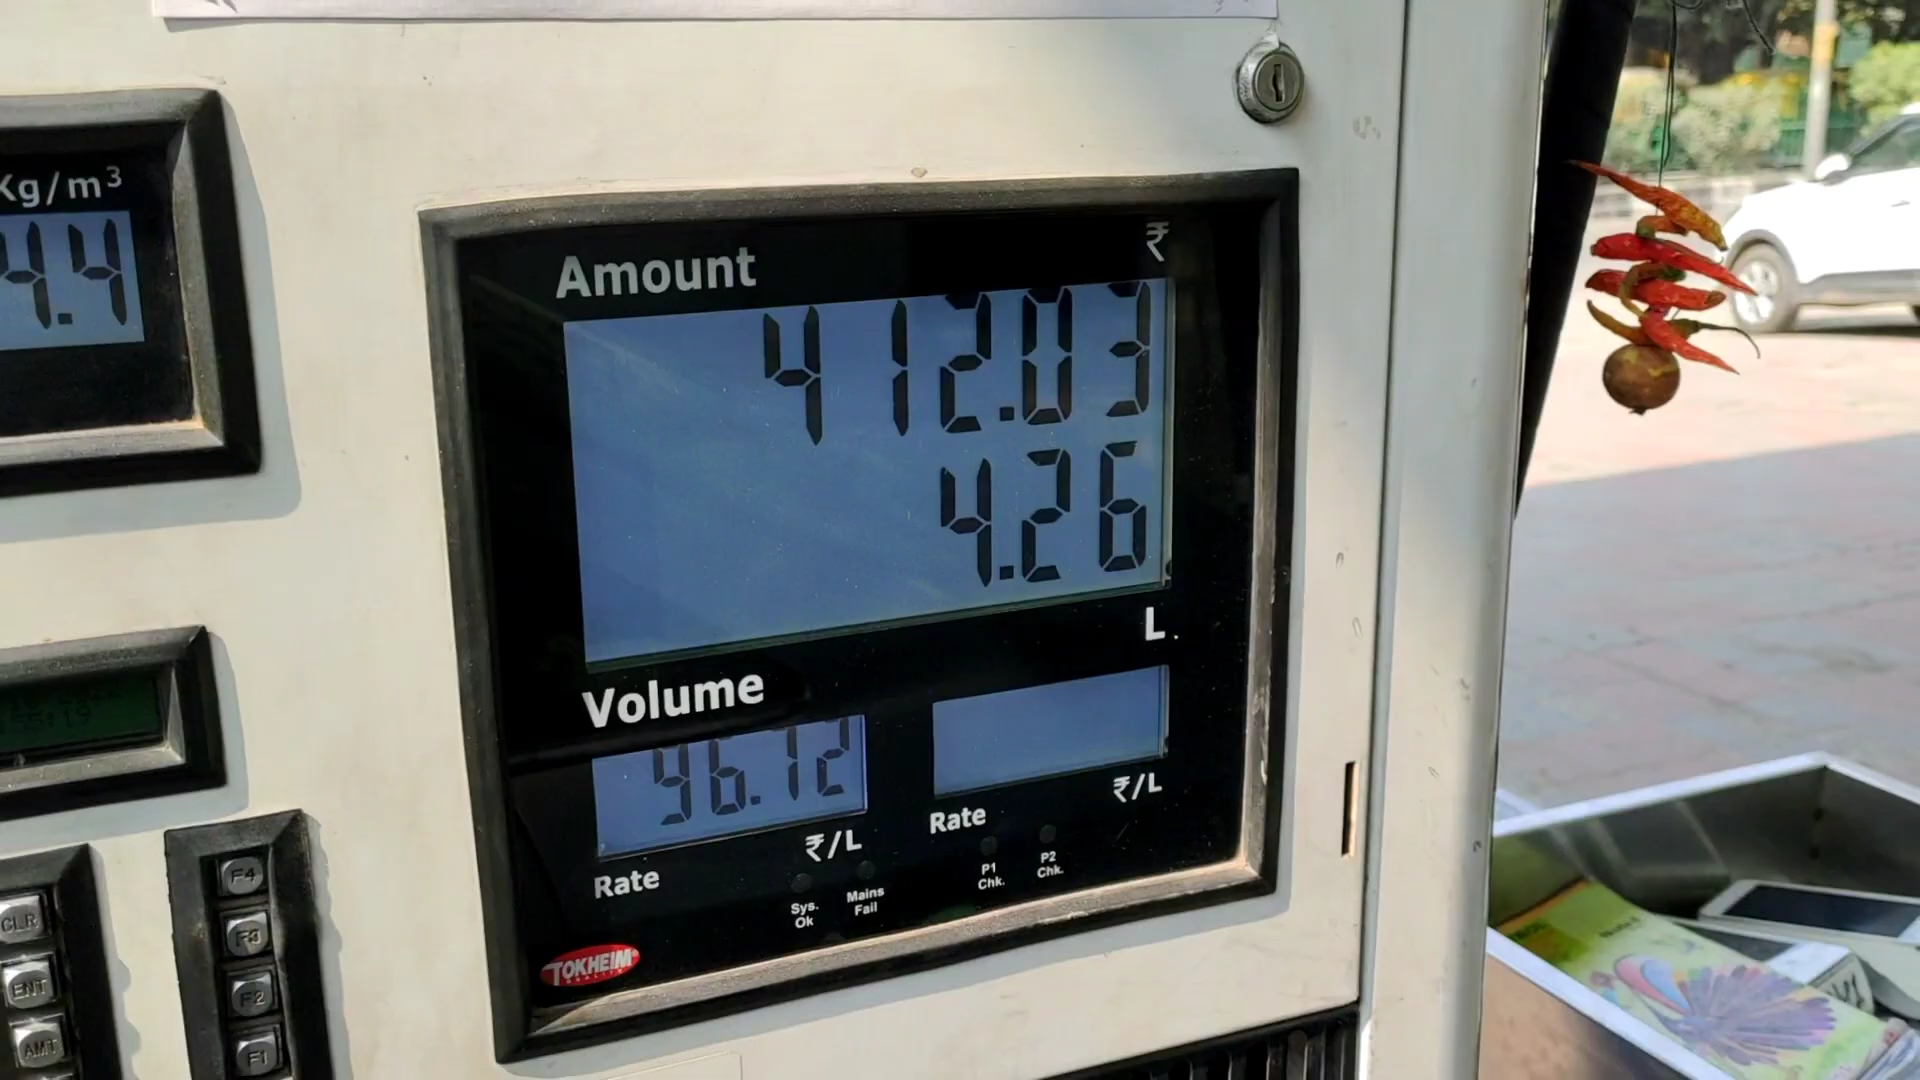 Kg/m³
4.4
Amount ₹
412.03
4.26
L
Volume
96.72
₹/L
₹/L
Rate
Rate
Sys. Ok
Mains Fail
P1 Chk.
P2 Chk.
TOKHEIM
CLR
ENT
AMT
F4
F3
F2
F1